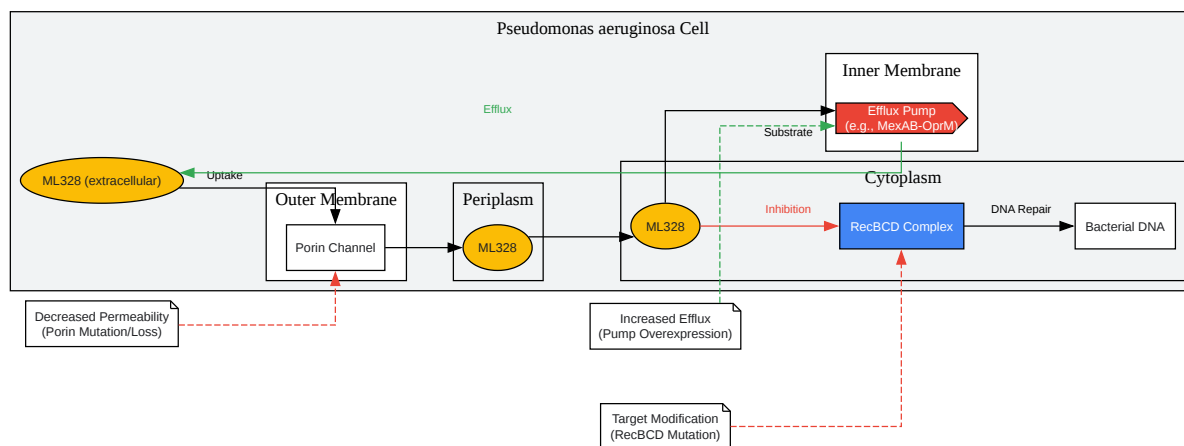 Pseudomonas aeruginosa Cell
Inner Membrane
Efflux
Efflux Pump
(e.g., MexAB-OprM)
Substrate
ML328 (extracellular)
Uptake
Outer Membrane
Periplasm
Cytoplasm
Porin Channel
ML328
ML328
Inhibition
RecBCD Complex
DNA Repair
Bacterial DNA
Decreased Permeability
(Porin Mutation/Loss)
Increased Efflux
(Pump Overexpression)
Target Modification
(RecBCD Mutation)